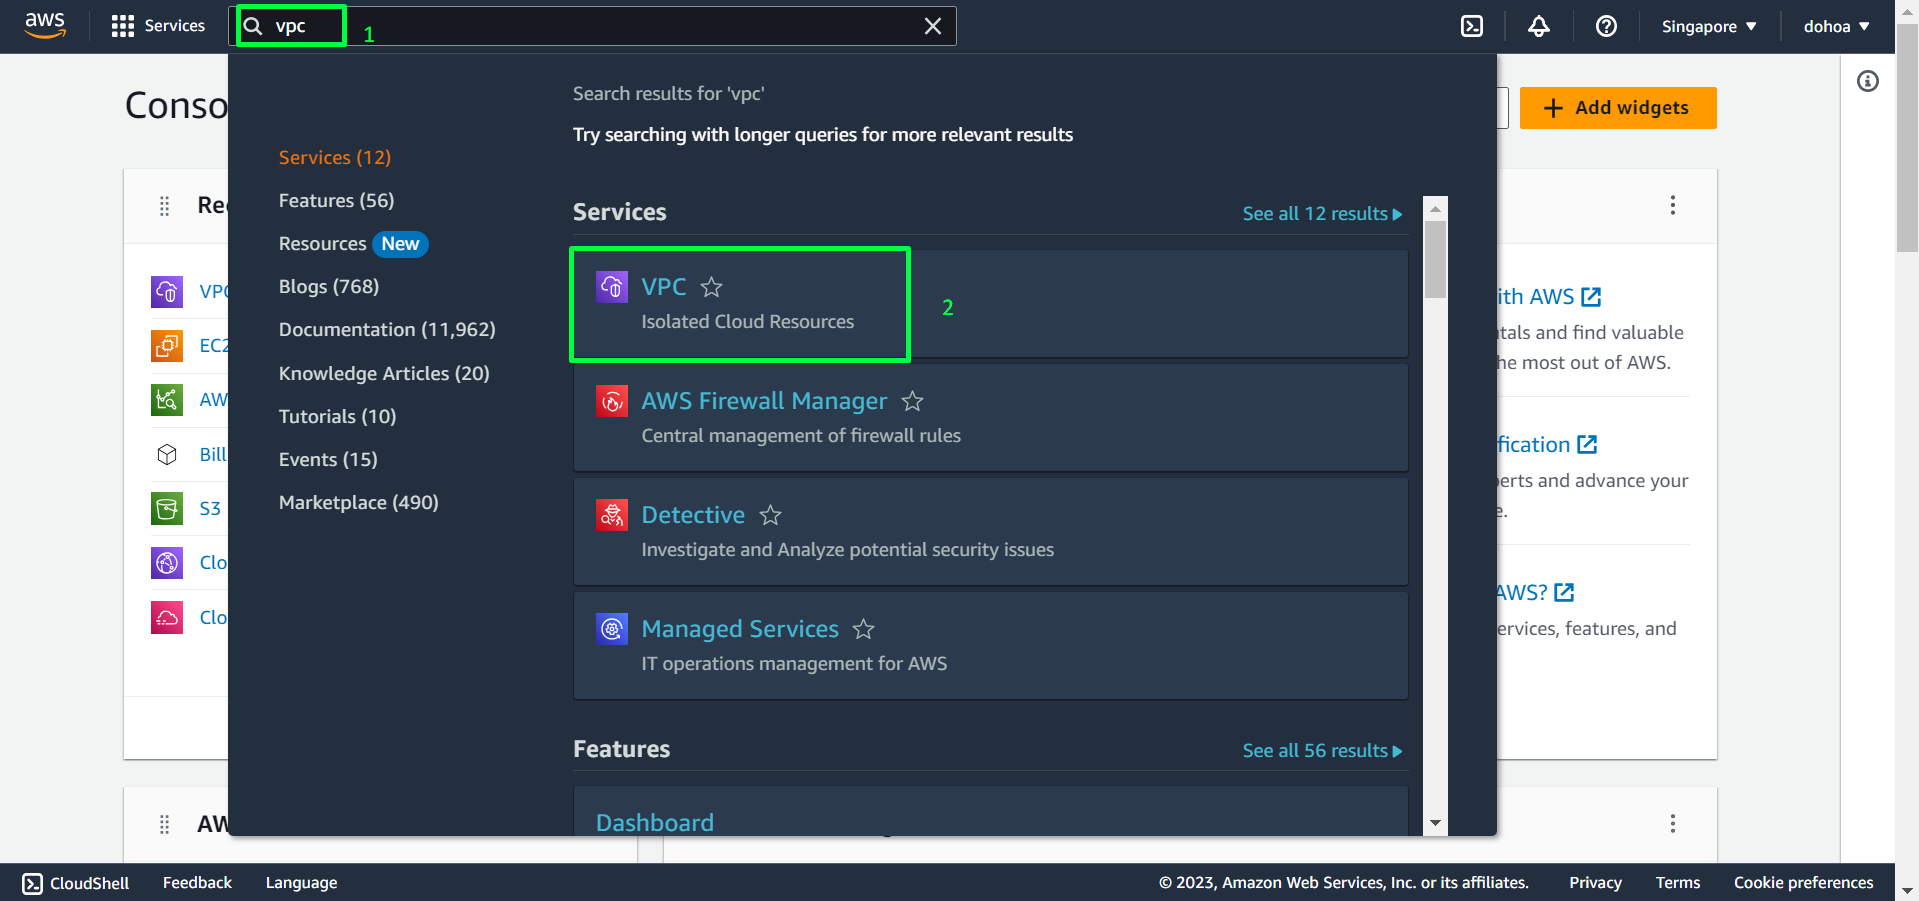 aws
Services
vpc
1
Singapore ▼
dohoa ▼
Conso
+ Add widgets
Search results for 'vpc'
Try searching with longer queries for more relevant results
Services (12)
Features (56)
Resources New
Blogs (768)
Documentation (11,962)
Knowledge Articles (20)
Tutorials (10)
Events (15)
Marketplace (490)
Services
See all 12 results ▶
VPC
Isolated Cloud Resources
2
AWS Firewall Manager
Central management of firewall rules
Detective
Investigate and Analyze potential security issues
Managed Services
IT operations management for AWS
Features
See all 56 results ▶
Dashboard
Rec
VPC
EC2
AW
Bill
S3
Clo
Clo
AW
ith AWS
ntals and find valuable
he most out of AWS.
fication
perts and advance your
e.
AWS?
ervices, features, and
CloudShell
Feedback
Language
© 2023, Amazon Web Services, Inc. or its affiliates.
Privacy
Terms
Cookie preferences